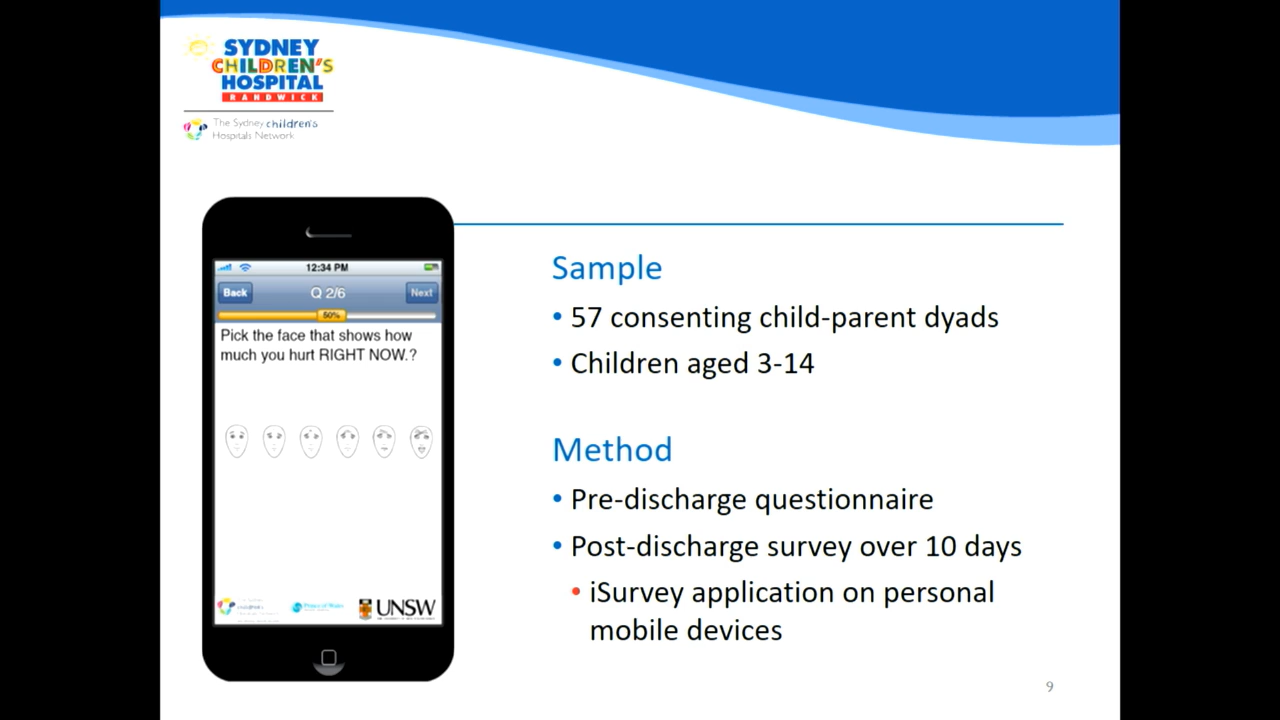 SYDNEY
CHILDREN'S
HOSPITAL
RANDWICK
The Sydney children's
Hospitals Network
12:34 PM
Back
Q 2/6
Next
50%
Pick the face that shows how
much you hurt RIGHT NOW.?
UNSW
Sample
• 57 consenting child-parent dyads
• Children aged 3-14
Method
• Pre-discharge questionnaire
• Post-discharge survey over 10 days
• iSurvey application on personal
mobile devices
9